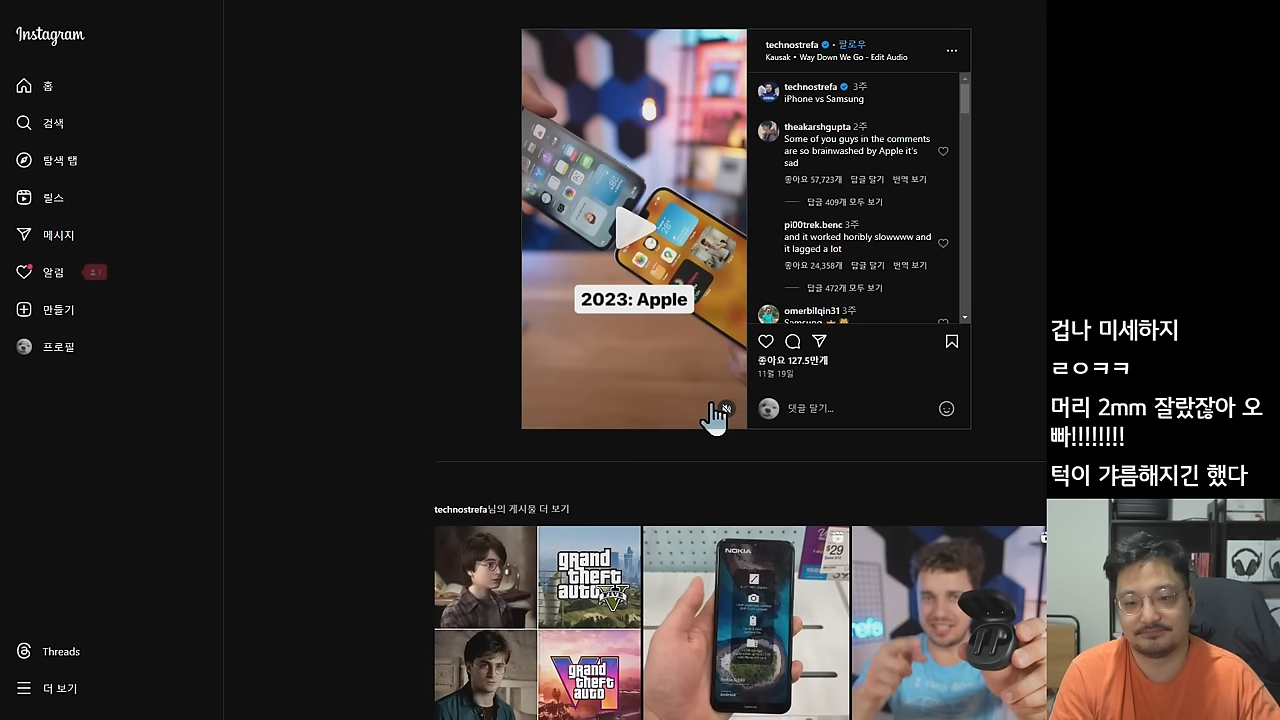 Instagram
홈
검색
탐색 탭
릴스
메시지
알림
7
만들기
프로필
Threads
더 보기
2023: Apple
technostrefa • 팔로우
Kausak • Way Down We Go - Edit Audio
technostrefa 3주
iPhone vs Samsung
theakarshgupta 2주
Some of you guys in the comments
are so brainwashed by Apple it's
sad
좋아요 57,723개 답글 달기 번역 보기
답글 409개 모두 보기
pi00trek.benc 3주
and it worked horibly slowwww and
it lagged a lot
좋아요 24,358개 답글 달기 번역 보기
답글 472개 모두 보기
omerbilqin31 3주
Samsung
좋아요 127.5만개
11월 19일
댓글 달기...
technostrefa님의 게시물 더 보기
grand
theft
auto
V
grand
theft
auto
NOKIA
$29
Android
겁나 미세하지
ㄹㅇㅋㅋ
머리 2mm 잘랐잖아 오
빠!!!!!!!!
턱이 갸름해지긴 했다